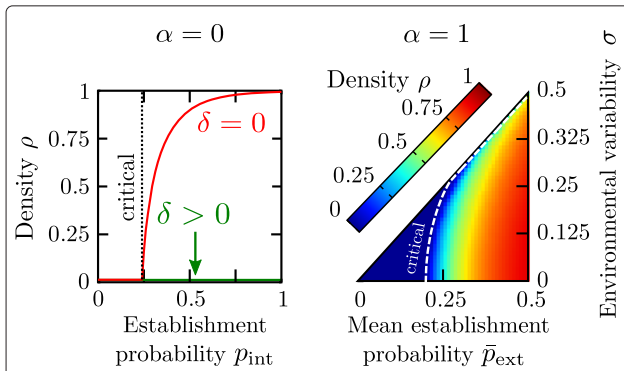 α = 0
Density ρ
1
0.75
0.5
0.25
0
critical
δ = 0
δ > 0
0
0.5
1
Establishment
probability p_int
α = 1
Density ρ
0
0.25
0.5
0.75
1
critical
0
0.25
0.5
Mean establishment
probability p̄_ext
0.5
0.325
0.25
0.125
0
Environmental variability σ